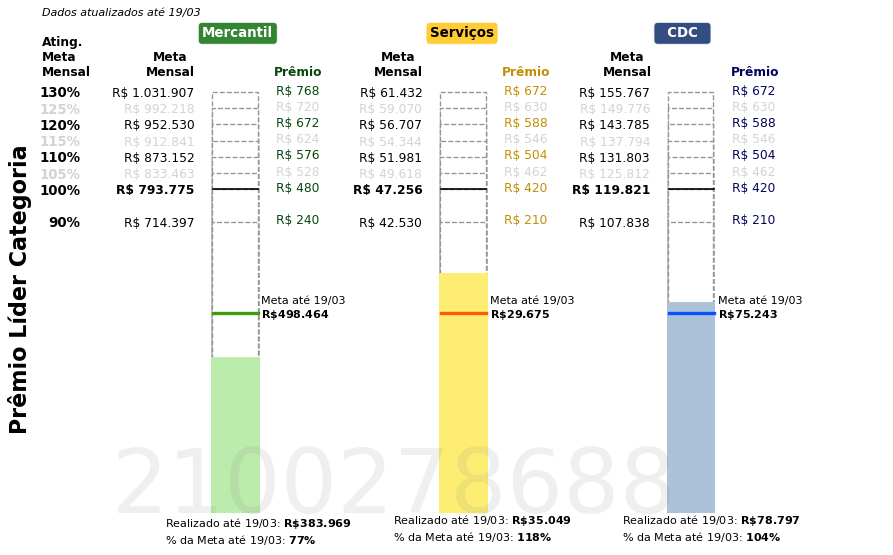 Dados atualizados até 19/03
Mercantil Serviços CDC
Ating. Meta Mensal Meta Mensal Prêmio Meta Mensal Prêmio Meta Mensal Prêmio
130% R$ 1.031.907 R$ 768 R$ 61.432 R$ 672 R$ 155.767 R$ 672
125% R$ 992.218 R$ 720 R$ 59.070 R$ 630 R$ 149.776 R$ 630
120% R$ 952.530 R$ 672 R$ 56.707 R$ 588 R$ 143.785 R$ 588
115% R$ 912.841 R$ 624 R$ 54.344 R$ 546 R$ 137.794 R$ 546
110% R$ 873.152 R$ 576 R$ 51.981 R$ 504 R$ 131.803 R$ 504
105% R$ 833.463 R$ 528 R$ 49.618 R$ 462 R$ 125.812 R$ 462
100% R$ 793.775 R$ 480 R$ 47.256 R$ 420 R$ 119.821 R$ 420
90% R$ 714.397 R$ 240 R$ 42.530 R$ 210 R$ 107.838 R$ 210
Prêmio Líder Categoria
Meta até 19/03 Meta até 19/03 Meta até 19/03
R$498.464 R$29.675 R$75.243
2100278688
Realizado até 19/03: R$383.969 Realizado até 19/03: R$35.049 Realizado até 19/03: R$78.797
% da Meta até 19/03: 77% % da Meta até 19/03: 118% % da Meta até 19/03: 104%